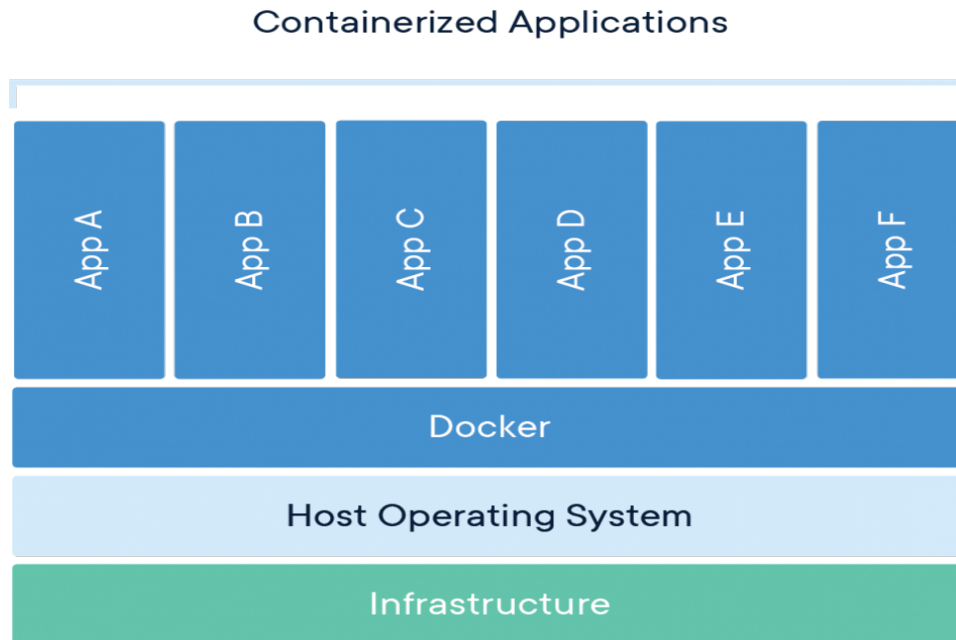 Containerized Applications
App A
App B
App C
App D
App E
App F
Docker
Host Operating System
Infrastructure